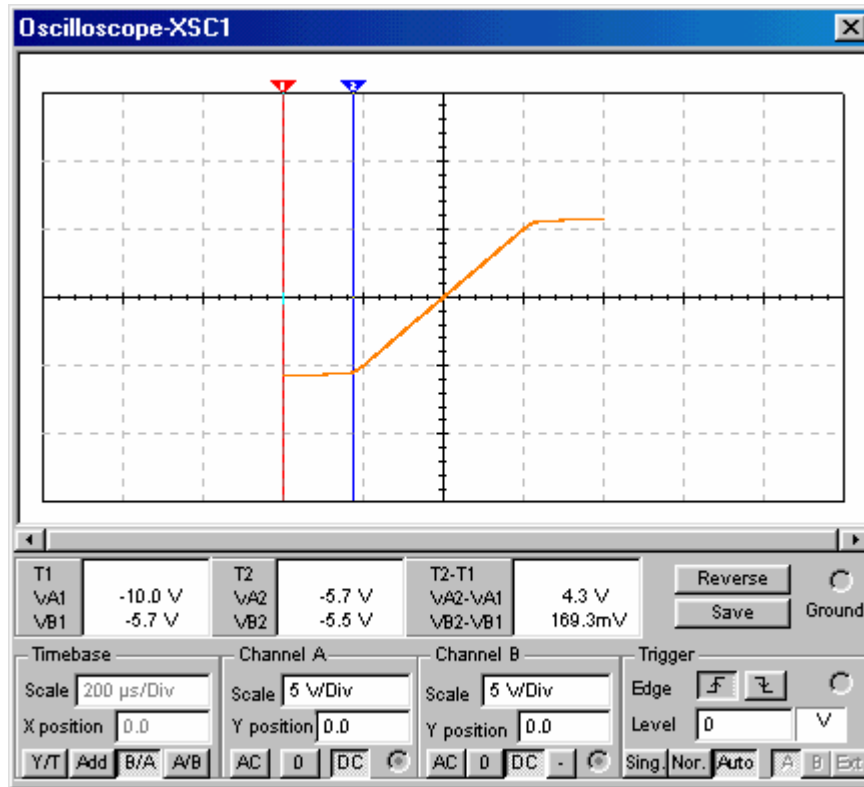 Oscilloscope-XSC1
1 2
T1 T2 T2-T1
VA1 -10.0 V VA2 -5.7 V VA2-VA1 4.3 V
VB1 -5.7 V VB2 -5.5 V VB2-VB1 169.3mV
Reverse
Save
Ground
Timebase Channel A Channel B Trigger
Scale 200 µs/Div Scale 5 V/Div Scale 5 V/Div Edge
X position 0.0 Y position 0.0 Y position 0.0 Level 0 V
Y/T Add B/A A/B AC 0 DC AC 0 DC - Sing. Nor. Auto A B Ext